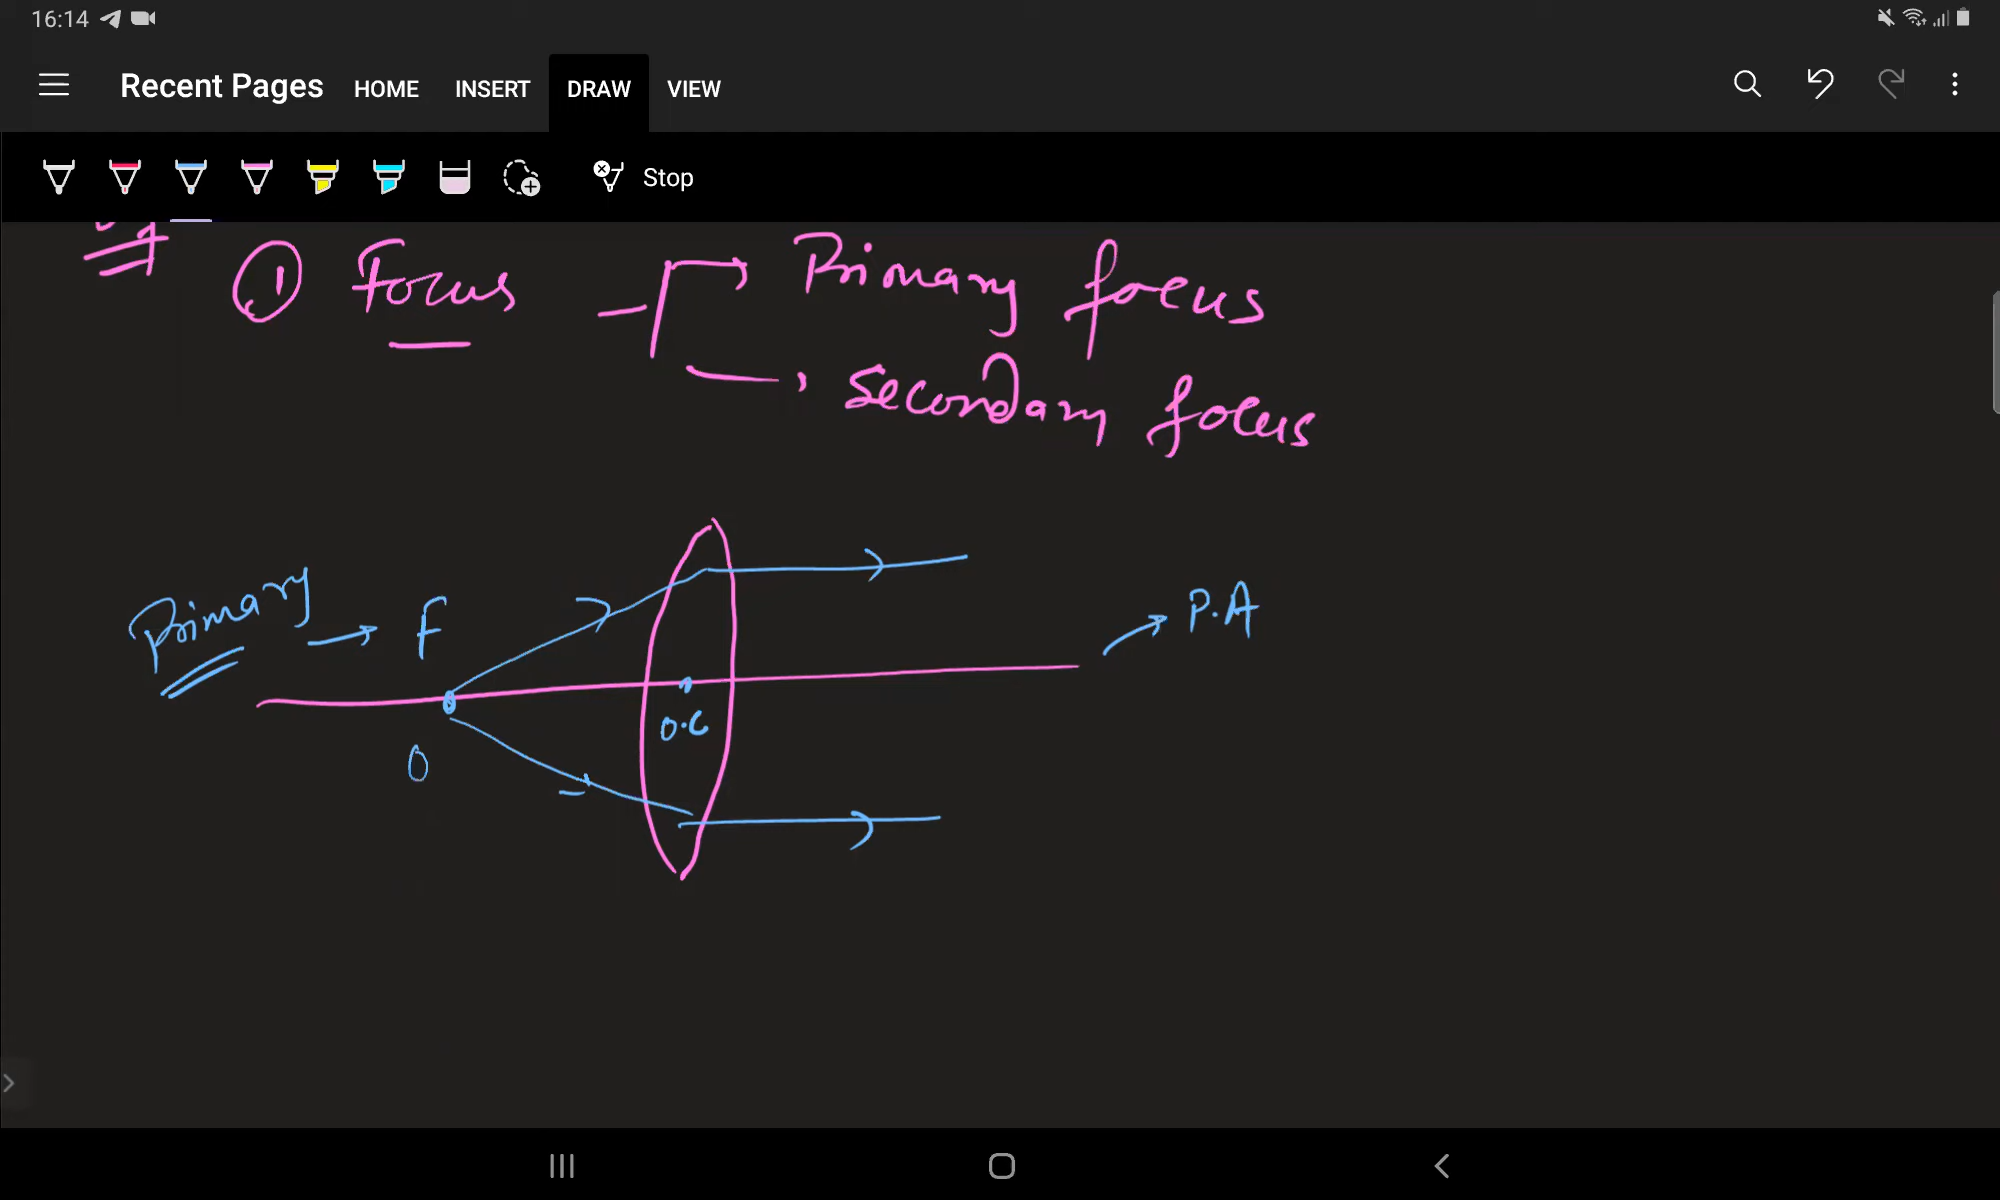 16:14
Recent Pages HOME INSERT DRAW VIEW
Stop
① Focus Primary focus
Secondary focus
Primary F
P.A
O.C
O